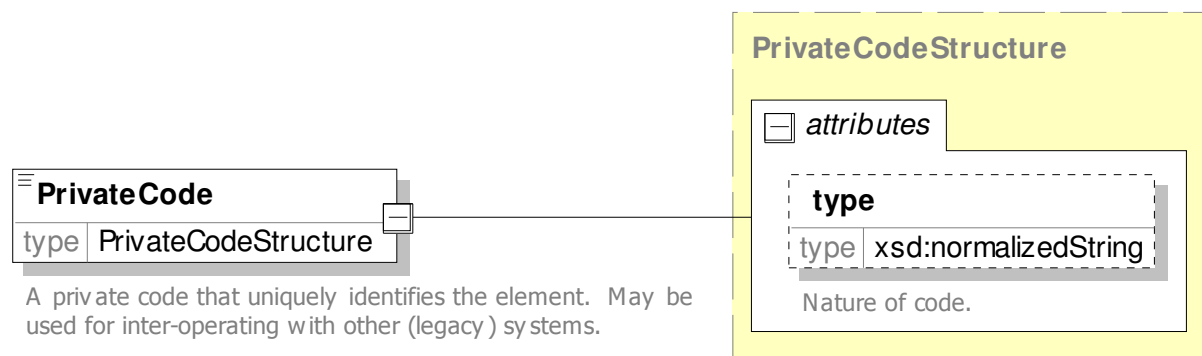 PrivateCodeStructure
attributes
PrivateCode
type PrivateCodeStructure
type
type xsd:normalizedString
A private code that uniquely identifies the element. May be
used for inter-operating with other (legacy) systems.
Nature of code.